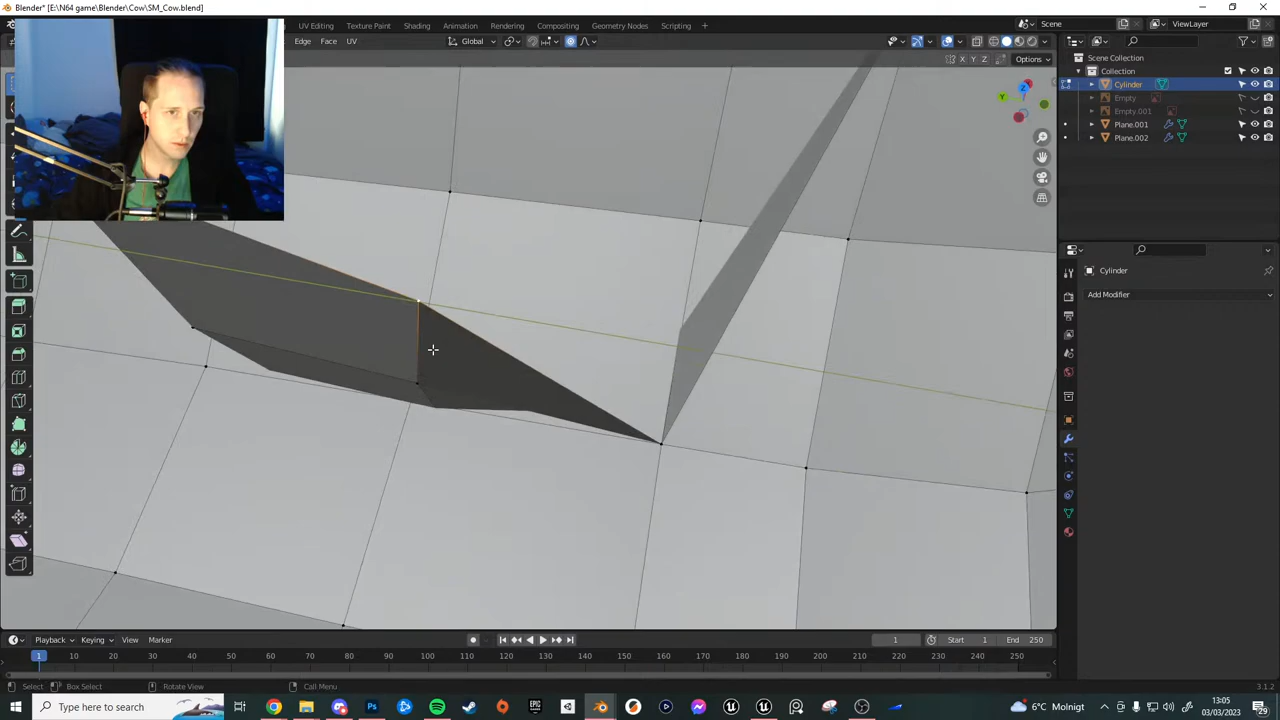 Blender* [E:\N64 game\Blender\Cow\SM_Cow.blend]
UV Editing Texture Paint Shading Animation Rendering Compositing Geometry Nodes Scripting +
Scene ViewLayer
Edge Face UV Global
X Y Z Options
Scene Collection
Collection
Cylinder
Empty
Empty.001
Plane.001
Plane.002
Y Z
Cylinder
Add Modifier
Playback Keying View Marker
1 Start 1 End 250
1 10 20 30 40 50 60 70 80 90 100 110 120 130 140 150 160 170 180 190 200 210 220 230 240 250
Select Box Select Rotate View Call Menu 3.1.2
Type here to search
6°C Molnigt
13:05
03/03/2023